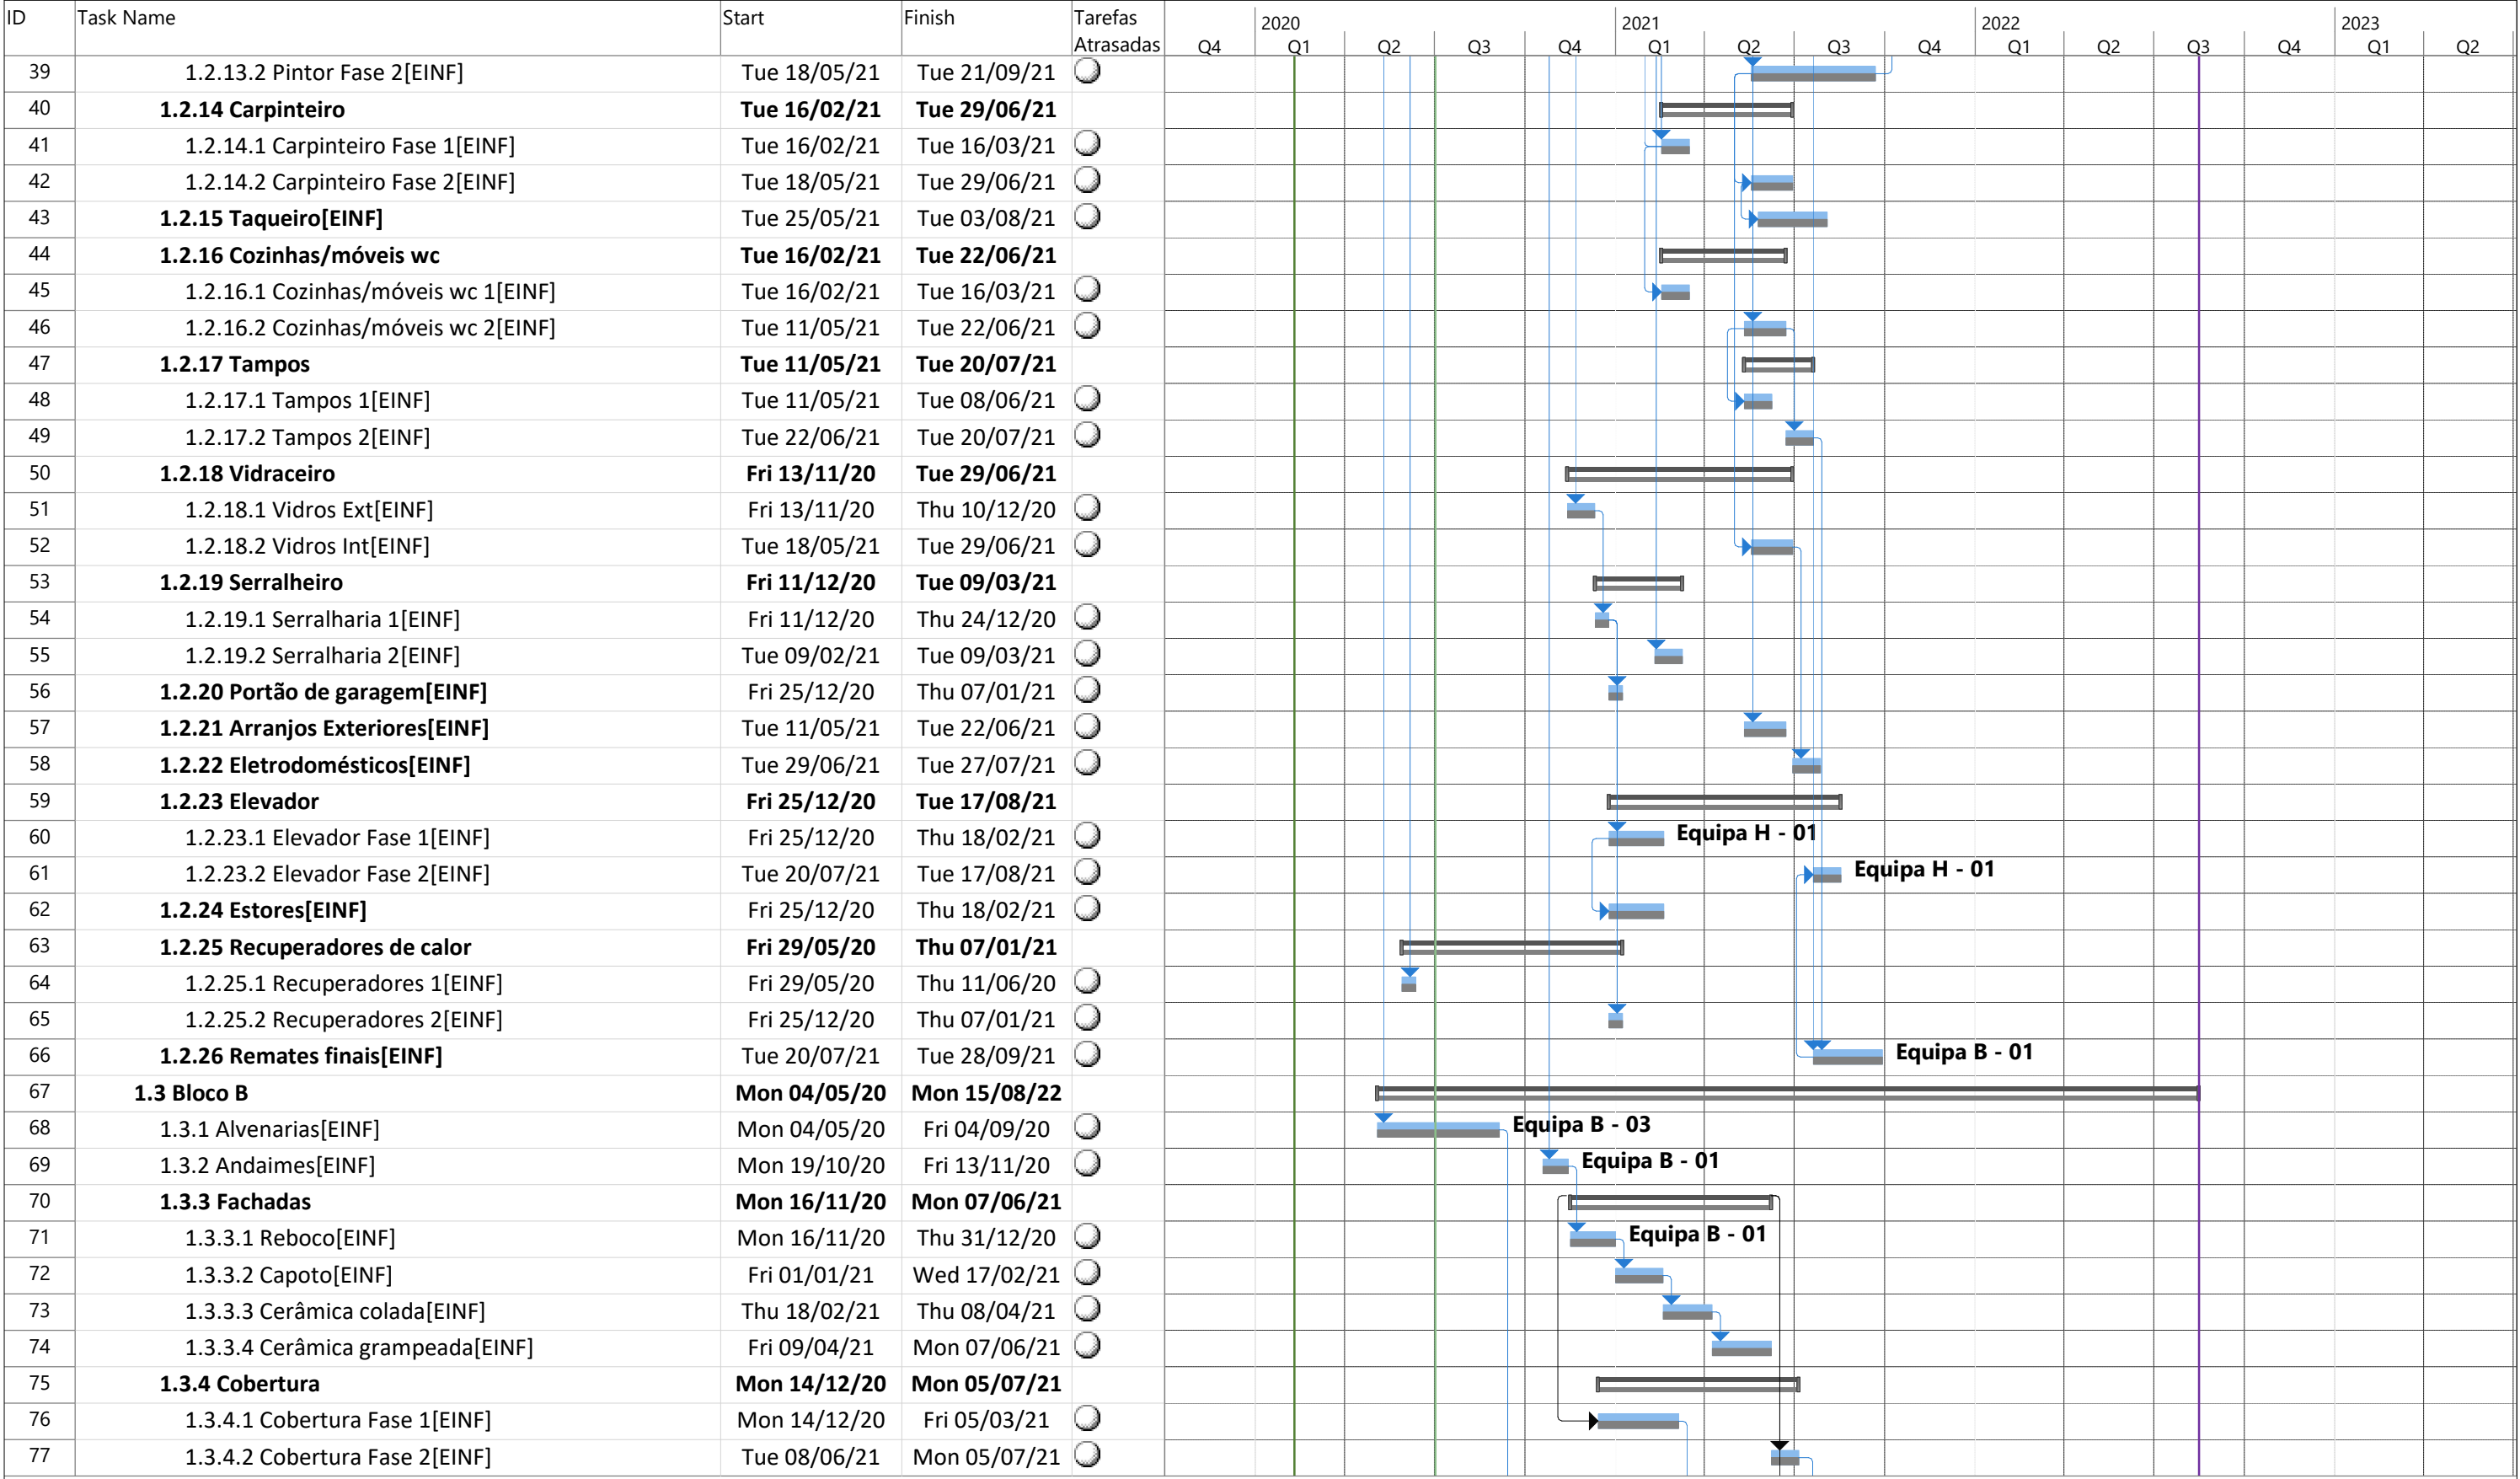 ID Task Name Start Finish Tarefas Atrasadas
2020 2021 2022 2023
Q4 Q1 Q2 Q3 Q4 Q1 Q2 Q3 Q4 Q1 Q2 Q3 Q4 Q1 Q2
39 1.2.13.2 Pintor Fase 2[EINF] Tue 18/05/21 Tue 21/09/21
40 1.2.14 Carpinteiro Tue 16/02/21 Tue 29/06/21
41 1.2.14.1 Carpinteiro Fase 1[EINF] Tue 16/02/21 Tue 16/03/21
42 1.2.14.2 Carpinteiro Fase 2[EINF] Tue 18/05/21 Tue 29/06/21
43 1.2.15 Taqueiro[EINF] Tue 25/05/21 Tue 03/08/21
44 1.2.16 Cozinhas/móveis wc Tue 16/02/21 Tue 22/06/21
45 1.2.16.1 Cozinhas/móveis wc 1[EINF] Tue 16/02/21 Tue 16/03/21
46 1.2.16.2 Cozinhas/móveis wc 2[EINF] Tue 11/05/21 Tue 22/06/21
47 1.2.17 Tampos Tue 11/05/21 Tue 20/07/21
48 1.2.17.1 Tampos 1[EINF] Tue 11/05/21 Tue 08/06/21
49 1.2.17.2 Tampos 2[EINF] Tue 22/06/21 Tue 20/07/21
50 1.2.18 Vidraceiro Fri 13/11/20 Tue 29/06/21
51 1.2.18.1 Vidros Ext[EINF] Fri 13/11/20 Thu 10/12/20
52 1.2.18.2 Vidros Int[EINF] Tue 18/05/21 Tue 29/06/21
53 1.2.19 Serralheiro Fri 11/12/20 Tue 09/03/21
54 1.2.19.1 Serralharia 1[EINF] Fri 11/12/20 Thu 24/12/20
55 1.2.19.2 Serralharia 2[EINF] Tue 09/02/21 Tue 09/03/21
56 1.2.20 Portão de garagem[EINF] Fri 25/12/20 Thu 07/01/21
57 1.2.21 Arranjos Exteriores[EINF] Tue 11/05/21 Tue 22/06/21
58 1.2.22 Eletrodomésticos[EINF] Tue 29/06/21 Tue 27/07/21
59 1.2.23 Elevador Fri 25/12/20 Tue 17/08/21
60 1.2.23.1 Elevador Fase 1[EINF] Fri 25/12/20 Thu 18/02/21 Equipa H - 01
61 1.2.23.2 Elevador Fase 2[EINF] Tue 20/07/21 Tue 17/08/21 Equipa H - 01
62 1.2.24 Estores[EINF] Fri 25/12/20 Thu 18/02/21
63 1.2.25 Recuperadores de calor Fri 29/05/20 Thu 07/01/21
64 1.2.25.1 Recuperadores 1[EINF] Fri 29/05/20 Thu 11/06/20
65 1.2.25.2 Recuperadores 2[EINF] Fri 25/12/20 Thu 07/01/21
66 1.2.26 Remates finais[EINF] Tue 20/07/21 Tue 28/09/21 Equipa B - 01
67 1.3 Bloco B Mon 04/05/20 Mon 15/08/22
68 1.3.1 Alvenarias[EINF] Mon 04/05/20 Fri 04/09/20 Equipa B - 03
69 1.3.2 Andaimes[EINF] Mon 19/10/20 Fri 13/11/20 Equipa B - 01
70 1.3.3 Fachadas Mon 16/11/20 Mon 07/06/21
71 1.3.3.1 Reboco[EINF] Mon 16/11/20 Thu 31/12/20 Equipa B - 01
72 1.3.3.2 Capoto[EINF] Fri 01/01/21 Wed 17/02/21
73 1.3.3.3 Cerâmica colada[EINF] Thu 18/02/21 Thu 08/04/21
74 1.3.3.4 Cerâmica grampeada[EINF] Fri 09/04/21 Mon 07/06/21
75 1.3.4 Cobertura Mon 14/12/20 Mon 05/07/21
76 1.3.4.1 Cobertura Fase 1[EINF] Mon 14/12/20 Fri 05/03/21
77 1.3.4.2 Cobertura Fase 2[EINF] Tue 08/06/21 Mon 05/07/21